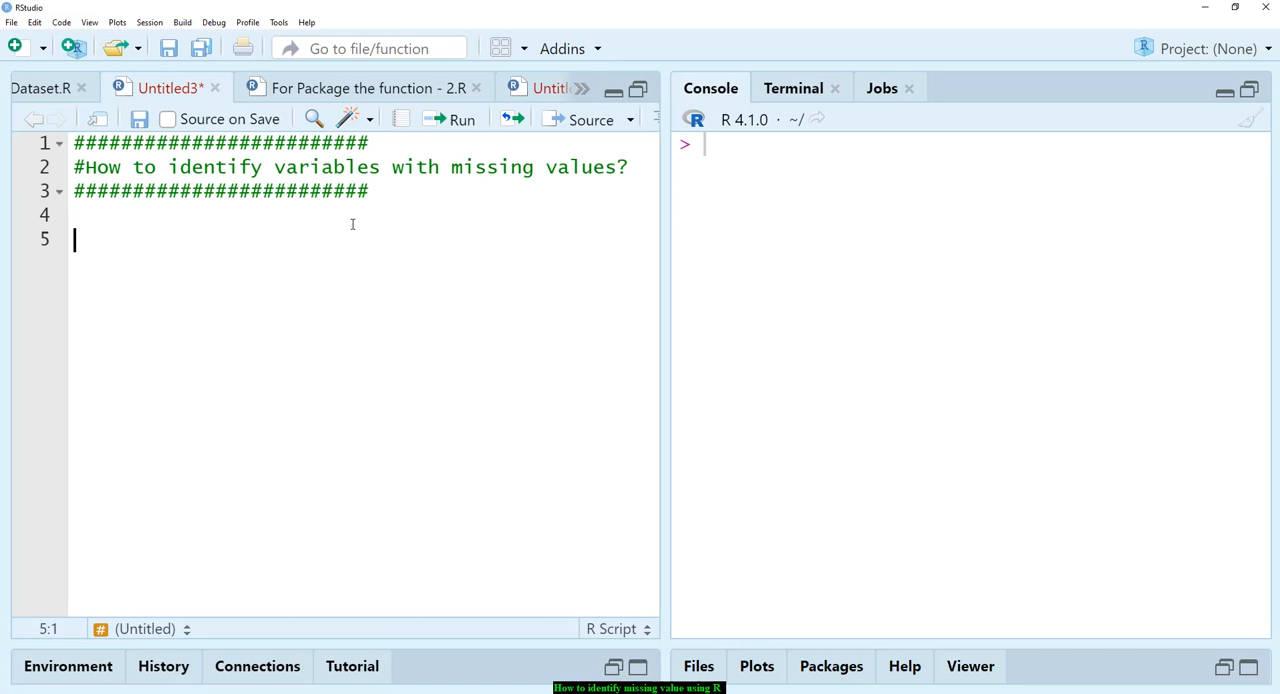 RStudio
File Edit Code View Plots Session Build Debug Profile Tools Help
Go to file/function Addins Project: (None)
Dataset.R Untitled3* For Package the function - 2.R Untitl
Source on Save Run Source
1 #########################
2 #How to identify variables with missing values?
3 #########################
4
5
5:1 (Untitled) R Script
Environment History Connections Tutorial
Console Terminal Jobs
R 4.1.0 · ~/
>
Files Plots Packages Help Viewer
How to identify missing value using R